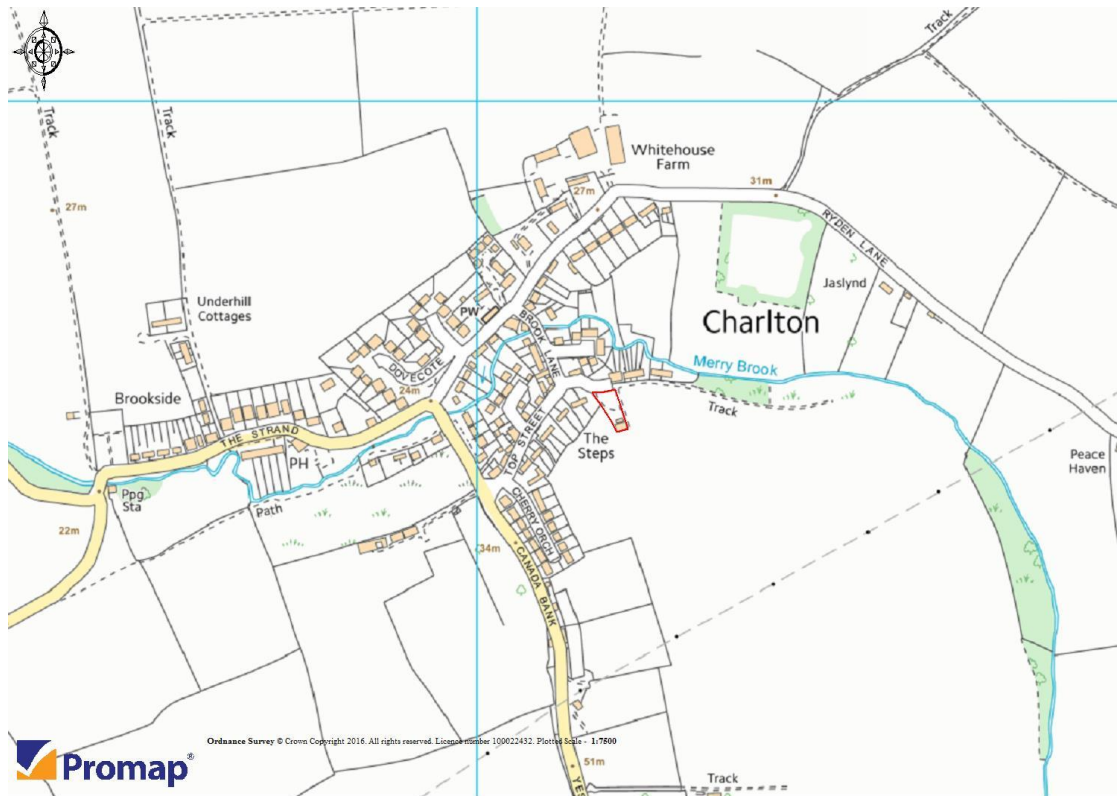 Track
Track
Track
Whitehouse
Farm
27m
31m
27m
RYDEN LANE
Underhill
Cottages
PW
BROOK LANE
Jaslynd
Charlton
DOVECOTE
Merry Brook
24m
Brookside
Track
THE STRAND
TOP STREET
The
Steps
PH
Peace
Haven
Ppg
Sta
Path
CHERRY ORCH
22m
34m
CANADA BANK
Ordnance Survey © Crown Copyright 2016. All rights reserved. Licence number 100022432. Plotted Scale - 1:7500
Promap®
51m
YES
Track